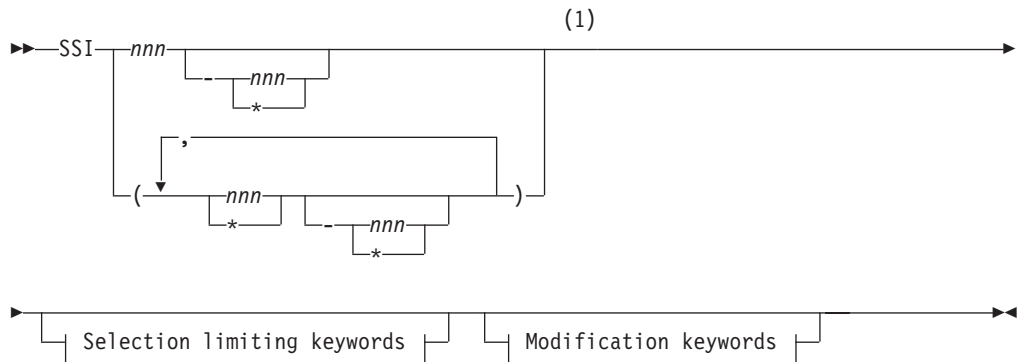 (1)
SSI nnn
- nnn
*
,
( nnn )
* - nnn
*
Selection limiting keywords Modification keywords